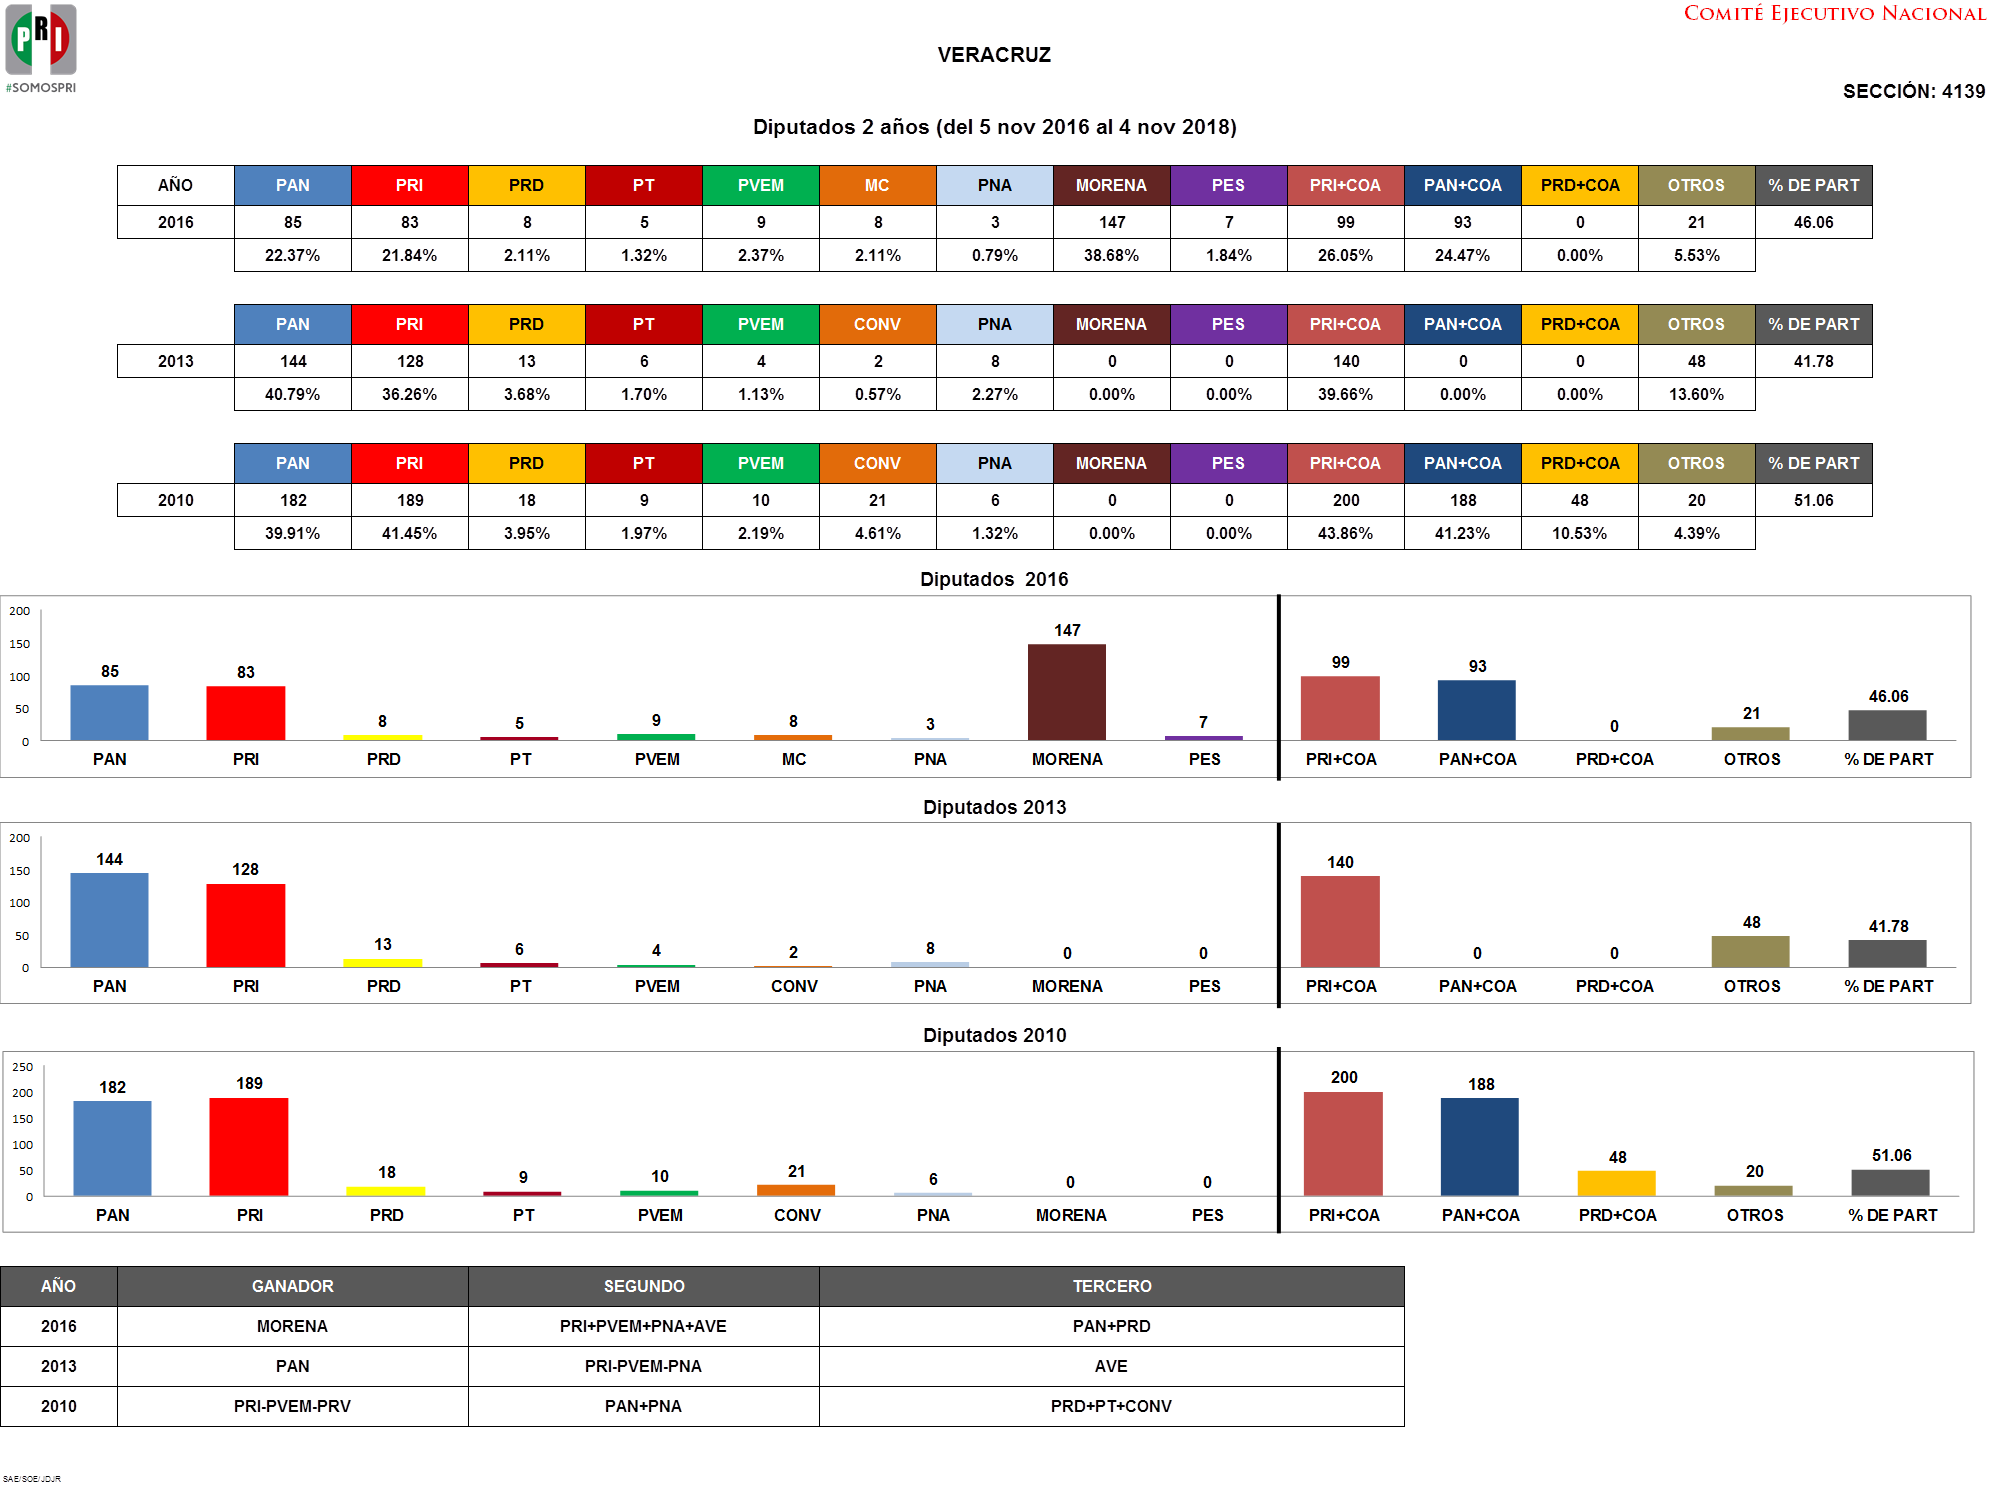 PRI
#SOMOSPRI
COMITÉ EJECUTIVO NACIONAL
VERACRUZ
SECCIÓN: 4139
Diputados 2 años (del 5 nov 2016 al 4 nov 2018)
AÑO PAN PRI PRD PT PVEM MC PNA MORENA PES PRI+COA PAN+COA PRD+COA OTROS % DE PART
2016 85 83 8 5 9 8 3 147 7 99 93 0 21 46.06
22.37% 21.84% 2.11% 1.32% 2.37% 2.11% 0.79% 38.68% 1.84% 26.05% 24.47% 0.00% 5.53%
PAN PRI PRD PT PVEM CONV PNA MORENA PES PRI+COA PAN+COA PRD+COA OTROS % DE PART
2013 144 128 13 6 4 2 8 0 0 140 0 0 48 41.78
40.79% 36.26% 3.68% 1.70% 1.13% 0.57% 2.27% 0.00% 0.00% 39.66% 0.00% 0.00% 13.60%
PAN PRI PRD PT PVEM CONV PNA MORENA PES PRI+COA PAN+COA PRD+COA OTROS % DE PART
2010 182 189 18 9 10 21 6 0 0 200 188 48 20 51.06
39.91% 41.45% 3.95% 1.97% 2.19% 4.61% 1.32% 0.00% 0.00% 43.86% 41.23% 10.53% 4.39%
Diputados 2016
200
150
100
50
0
85 83 8 5 9 8 3 147 7 99 93 0 21 46.06
PAN PRI PRD PT PVEM MC PNA MORENA PES PRI+COA PAN+COA PRD+COA OTROS % DE PART
Diputados 2013
200
150
100
50
0
144 128 13 6 4 2 8 0 0 140 0 0 48 41.78
PAN PRI PRD PT PVEM CONV PNA MORENA PES PRI+COA PAN+COA PRD+COA OTROS % DE PART
Diputados 2010
250
200
150
100
50
0
182 189 18 9 10 21 6 0 0 200 188 48 20 51.06
PAN PRI PRD PT PVEM CONV PNA MORENA PES PRI+COA PAN+COA PRD+COA OTROS % DE PART
AÑO GANADOR SEGUNDO TERCERO
2016 MORENA PRI+PVEM+PNA+AVE PAN+PRD
2013 PAN PRI-PVEM-PNA AVE
2010 PRI-PVEM-PRV PAN+PNA PRD+PT+CONV
SAE/SOE/JDJR